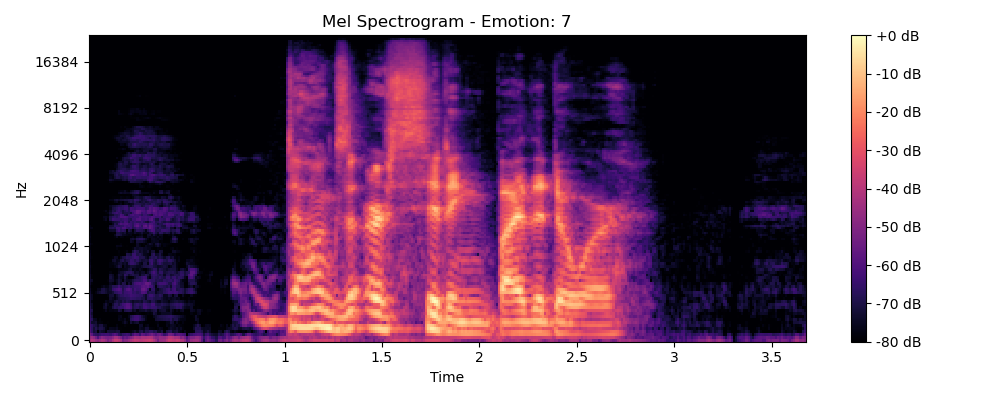 Mel Spectrogram - Emotion: 7
Hz
16384
8192
4096
2048
1024
512
0
0
0.5
1
1.5
2
2.5
3
3.5
Time
+0 dB
-10 dB
-20 dB
-30 dB
-40 dB
-50 dB
-60 dB
-70 dB
-80 dB